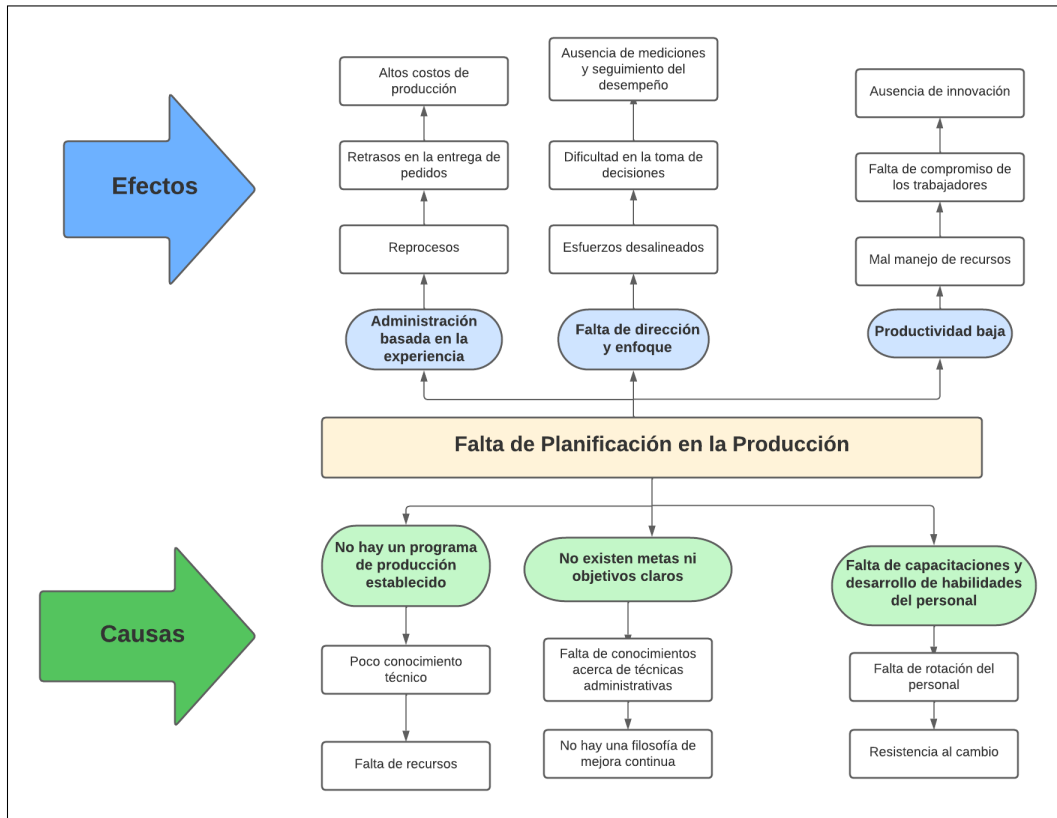 Efectos
Altos costos de
producción
Retrasos en la entrega de
pedidos
Reprocesos
Administración
basada en la
experiencia
Ausencia de mediciones
y seguimiento del
desempeño
Dificultad en la toma de
decisiones
Esfuerzos desalineados
Falta de dirección
y enfoque
Ausencia de innovación
Falta de compromiso de
los trabajadores
Mal manejo de recursos
Productividad baja
Falta de Planificación en la Producción
Causas
No hay un programa
de producción
establecido
Poco conocimiento
técnico
Falta de recursos
No existen metas ni
objetivos claros
Falta de conocimientos
acerca de técnicas
administrativas
No hay una filosofía de
mejora continua
Falta de capacitaciones y
desarrollo de habilidades
del personal
Falta de rotación del
personal
Resistencia al cambio